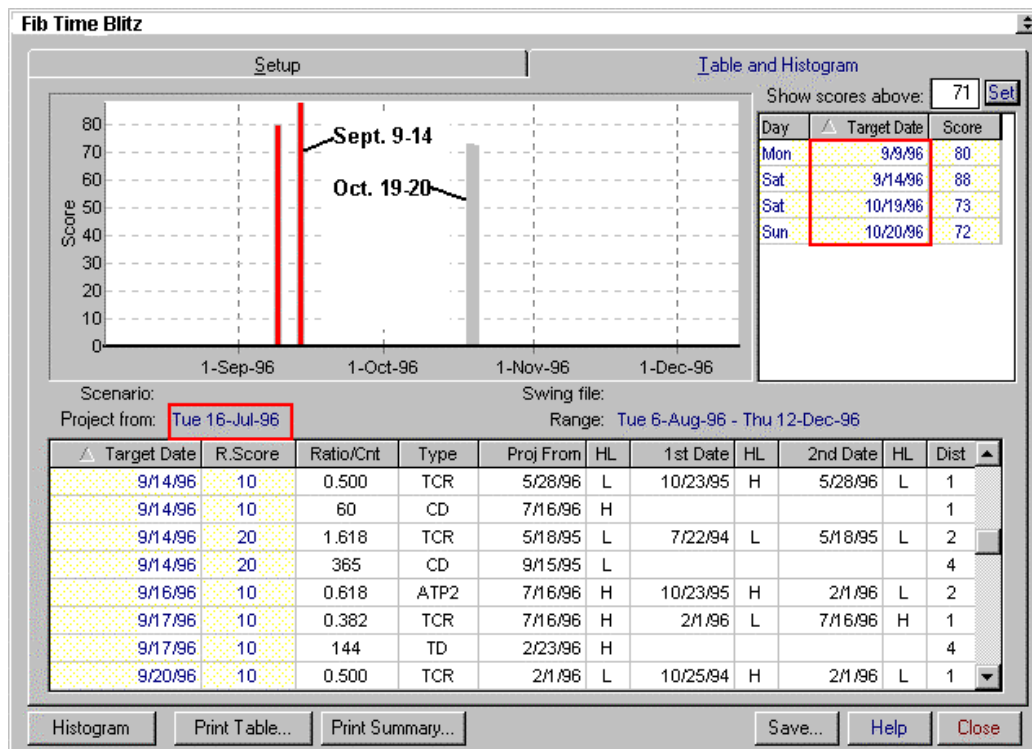 Fib Time Blitz
Setup
Table and Histogram
Show scores above: 71 Set
Day Target Date Score
Mon 9/9/96 80
Sat 9/14/96 88
Sat 10/19/96 73
Sun 10/20/96 72
Score
80
70
60
50
40
30
20
10
0
Sept. 9-14
Oct. 19-20
1-Sep-96 1-Oct-96 1-Nov-96 1-Dec-96
Scenario: Swing file:
Project from: Tue 16-Jul-96 Range: Tue 6-Aug-96 - Thu 12-Dec-96
Target Date R.Score Ratio/Cnt Type Proj From HL 1st Date HL 2nd Date HL Dist
9/14/96 10 0.500 TCR 5/28/96 L 10/23/95 H 5/28/96 L 1
9/14/96 10 60 CD 7/16/96 H 1
9/14/96 20 1.618 TCR 5/18/95 L 7/22/94 L 5/18/95 L 2
9/14/96 20 365 CD 9/15/95 L 4
9/16/96 10 0.618 ATP2 7/16/96 H 10/23/95 H 2/1/96 L 2
9/17/96 10 0.382 TCR 7/16/96 H 2/1/96 L 7/16/96 H 1
9/17/96 10 144 TD 2/23/96 H 4
9/20/96 10 0.500 TCR 2/1/96 L 10/25/94 H 2/1/96 L 1
Histogram Print Table... Print Summary... Save... Help Close